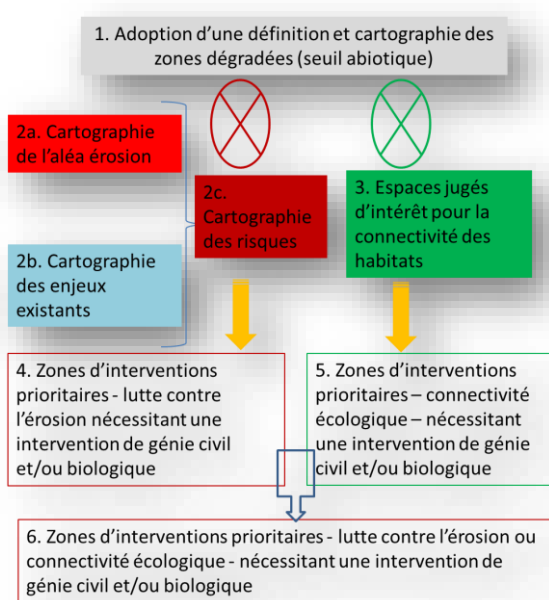 1. Adoption d’une définition et cartographie des
zones dégradées (seuil abiotique)
2a. Cartographie
de l’aléa érosion
2c.
Cartographie
des risques
3. Espaces jugés
d’intérêt pour la
connectivité des
habitats
2b. Cartographie
des enjeux
existants
4. Zones d’interventions
prioritaires - lutte contre
l’érosion nécessitant une
intervention de génie civil
et/ou biologique
5. Zones d’interventions
prioritaires – connectivité
écologique – nécessitant
une intervention de génie
civil et/ou biologique
6. Zones d’interventions prioritaires - lutte contre l’érosion ou
connectivité écologique - nécessitant une intervention de
génie civil et/ou biologique